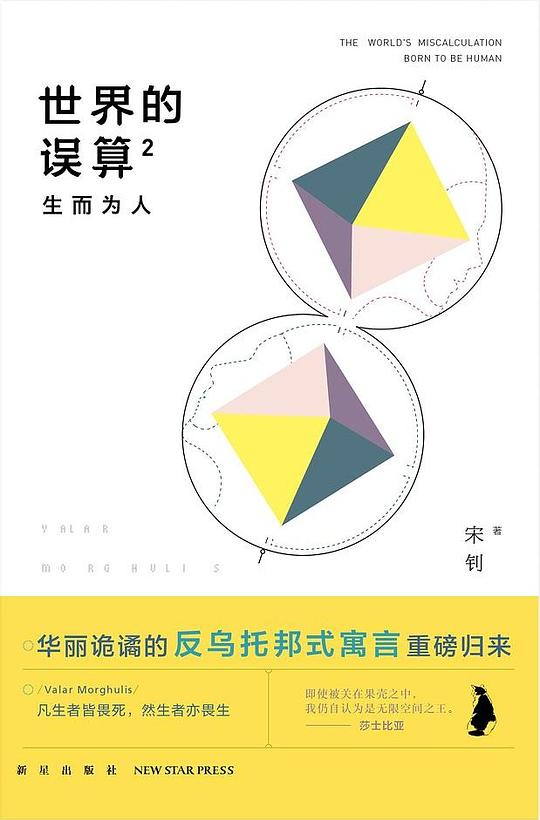 THE WORLD'S MISCALCULATION
BORN TO BE HUMAN
世界的
误算2
生而为人
VALAR
MORGHULIS
宋钊 著
华丽诡谲的反乌托邦式寓言重磅归来
/Valar Morghulis/
凡生者皆畏死，然生者亦畏生
即使被关在果壳之中，
我仍自认为是无限空间之王。
——— 莎士比亚
新星出版社 NEW STAR PRESS